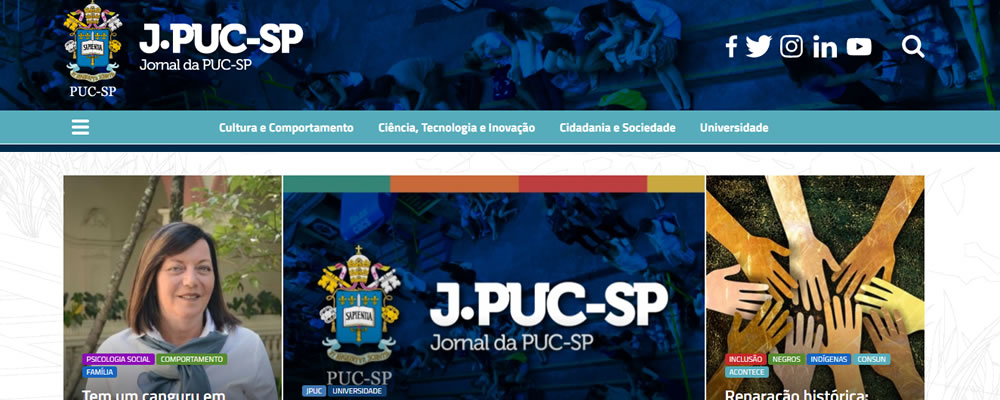 SAPIENTIA
J.PUC-SP
Jornal da PUC-SP
PUC-SP
Cultura e Comportamento
Ciência, Tecnologia e Inovação
Cidadania e Sociedade
Universidade
PSICOLOGIA SOCIAL
COMPORTAMENTO
FAMÍLIA
Tem um canguru em
SAPIENTIA
J.PUC-SP
Jornal da PUC-SP
PUC-SP
JPUC
UNIVERSIDADE
INCLUSÃO
NEGROS
INDÍGENAS
CONSUN
ACONTECE
Reparação histórica: